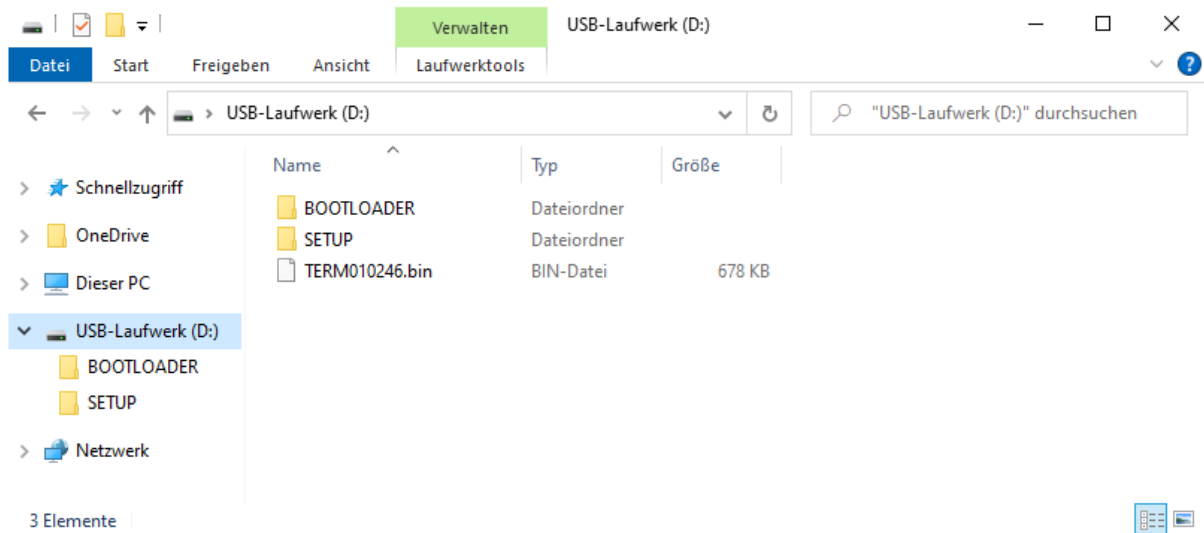 Verwalten USB-Laufwerk (D:)
Datei Start Freigeben Ansicht Laufwerktools
USB-Laufwerk (D:) "USB-Laufwerk (D:)" durchsuchen
Name Typ Größe
Schnellzugriff
OneDrive
Dieser PC
USB-Laufwerk (D:)
BOOTLOADER
SETUP
Netzwerk
BOOTLOADER Dateiordner
SETUP Dateiordner
TERM010246.bin BIN-Datei 678 KB
3 Elemente